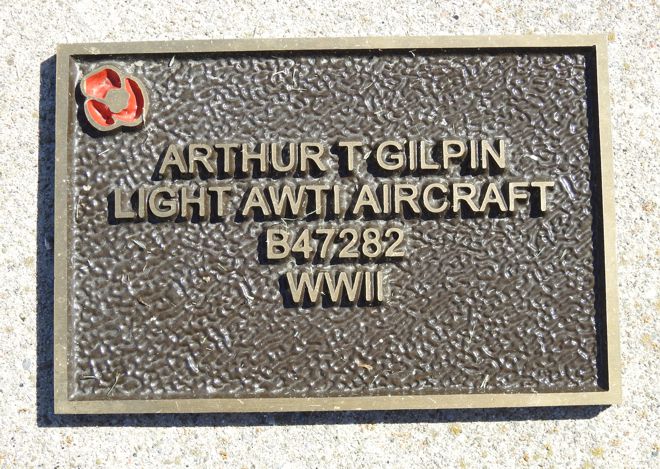 ARTHUR T GILPIN
LIGHT AWTI AIRCRAFT
B47282
WWII